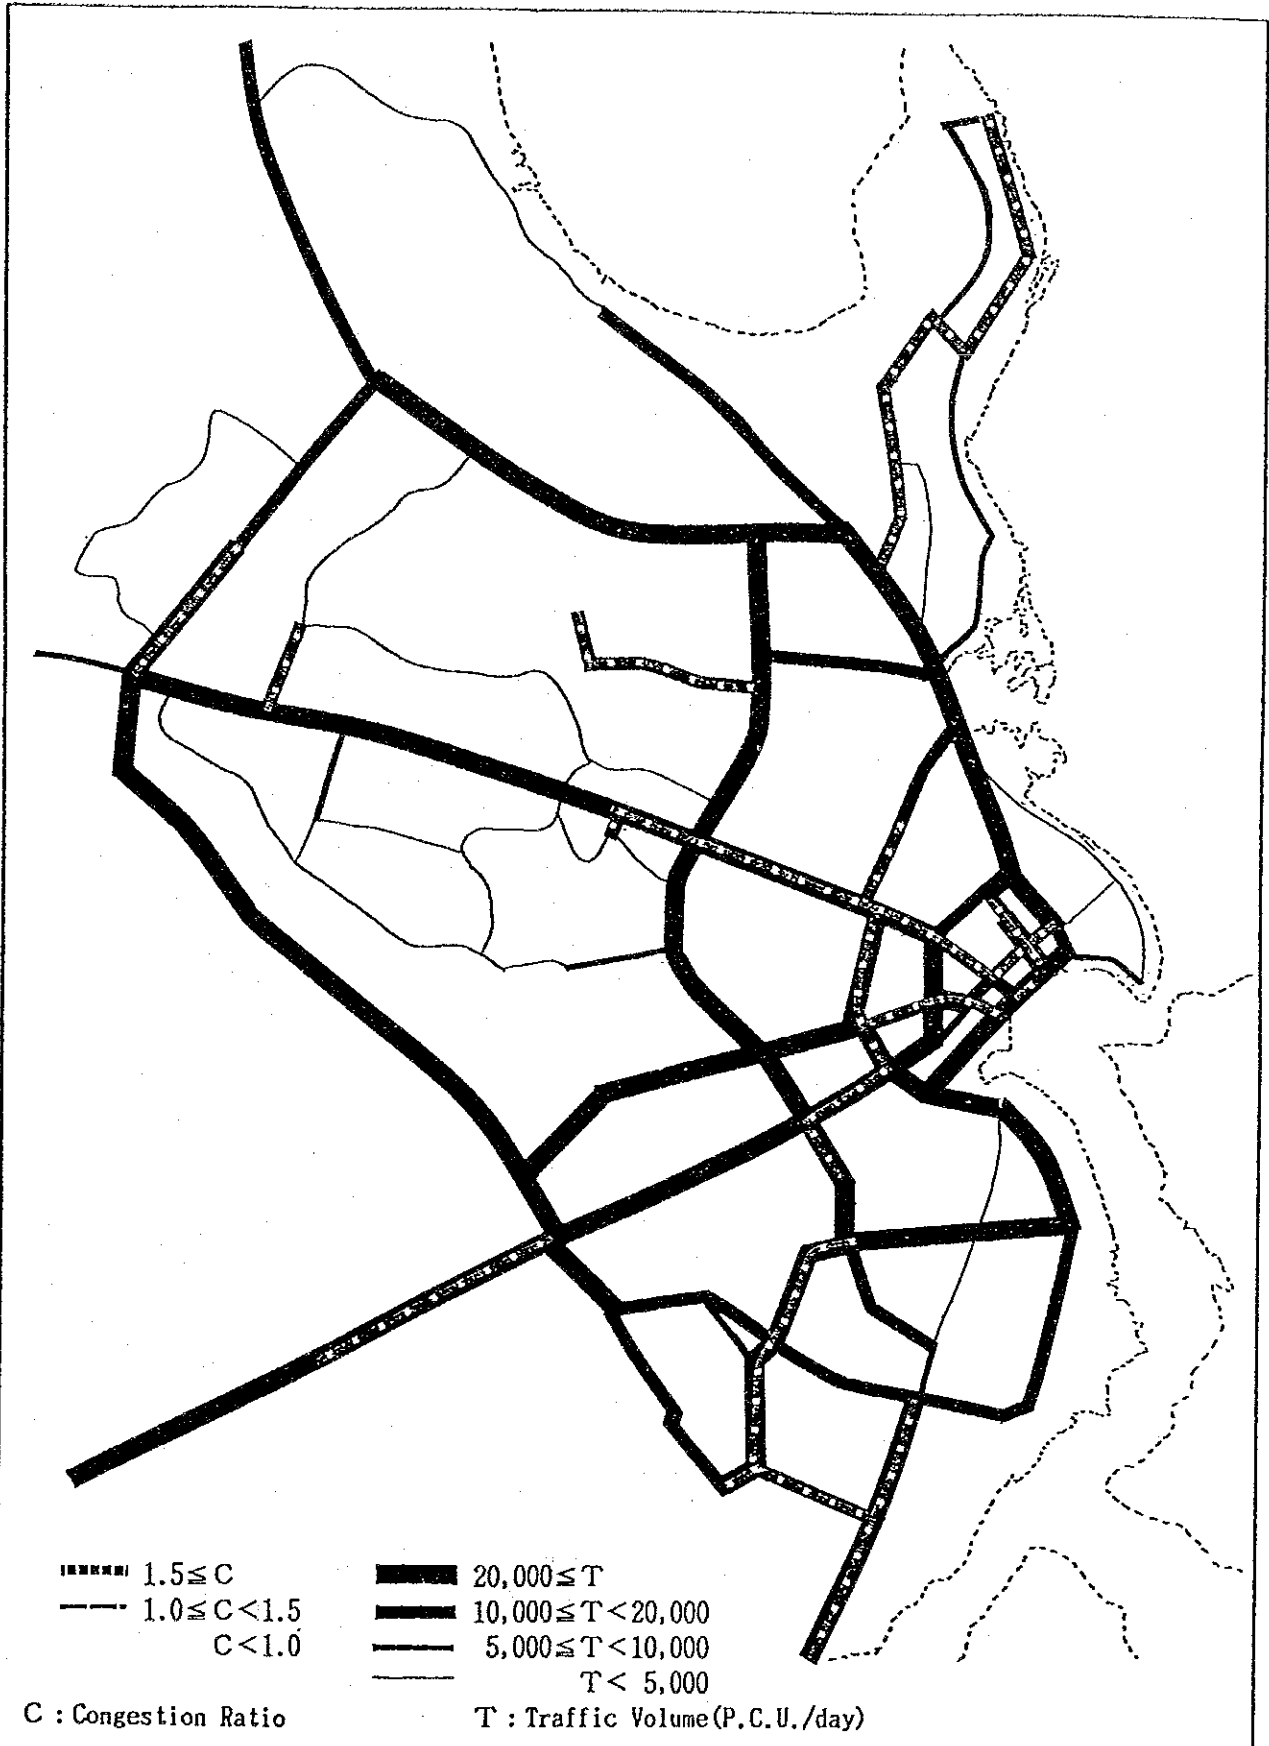 1.5≦C
1.0≦C<1.5
C<1.0
20,000≦T
10,000≦T<20,000
5,000≦T<10,000
T< 5,000
C : Congestion Ratio
T : Traffic Volume(P.C.U./day)